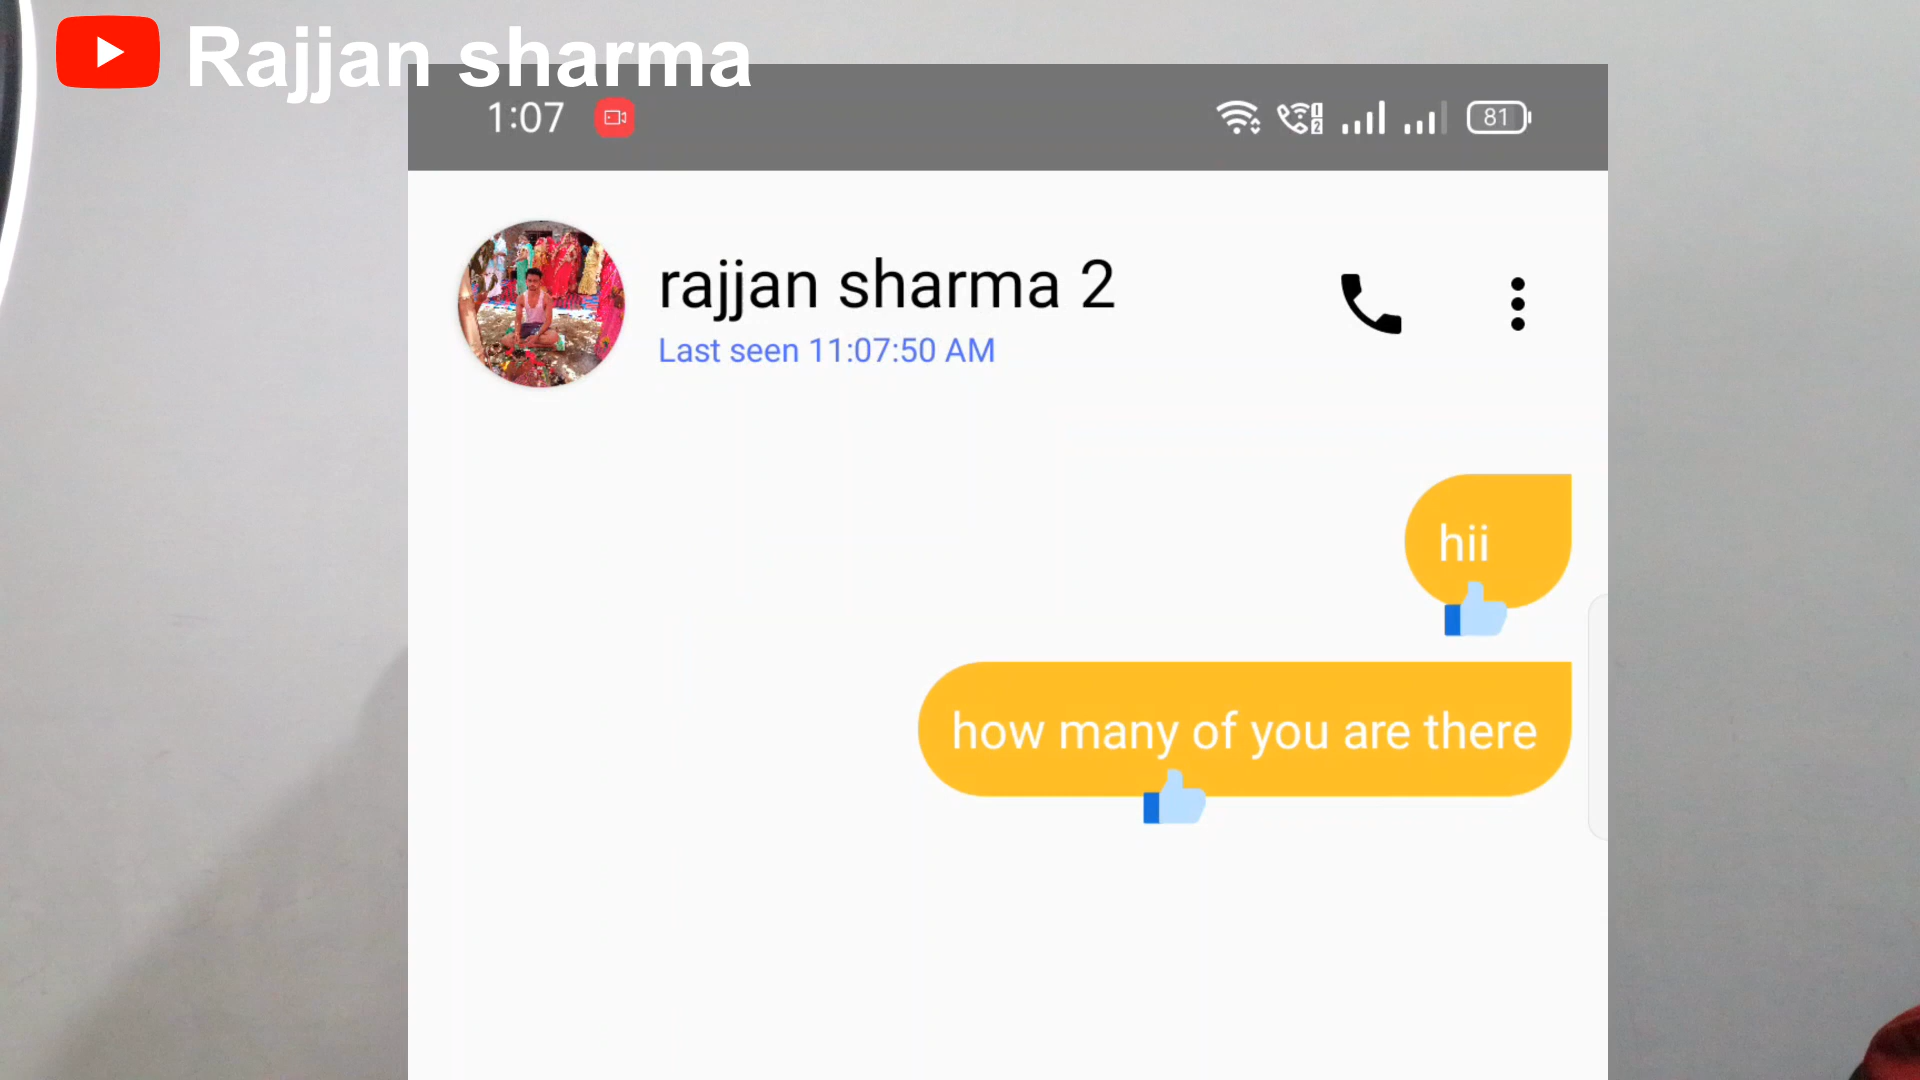 Rajjan sharma
1:07
81
rajjan sharma 2
Last seen 11:07:50 AM
hii
how many of you are there